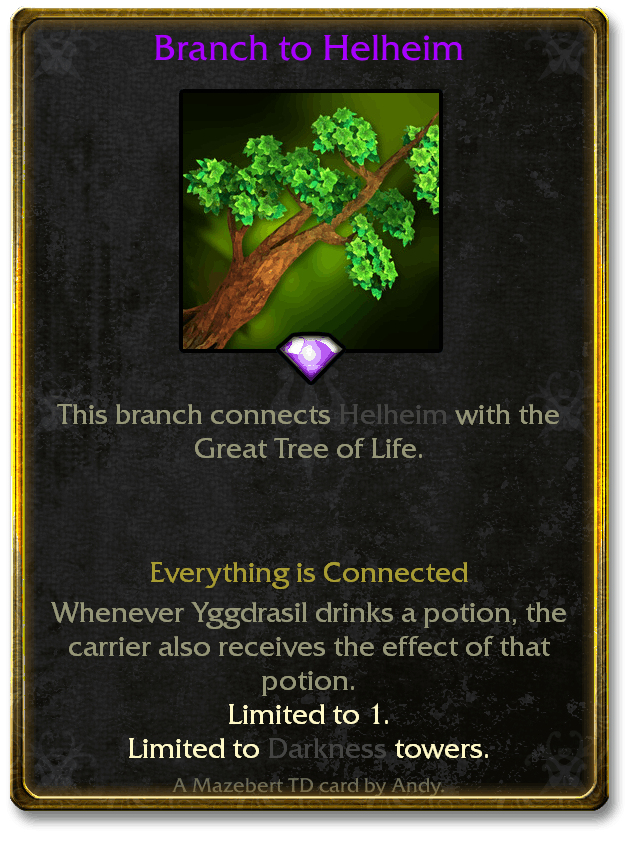 Branch to Helheim
This branch connects Helheim with the
Great Tree of Life.
Everything is Connected
Whenever Yggdrasil drinks a potion, the
carrier also receives the effect of that
potion.
Limited to 1.
Limited to Darkness towers.
A Mazebert TD card by Andy.